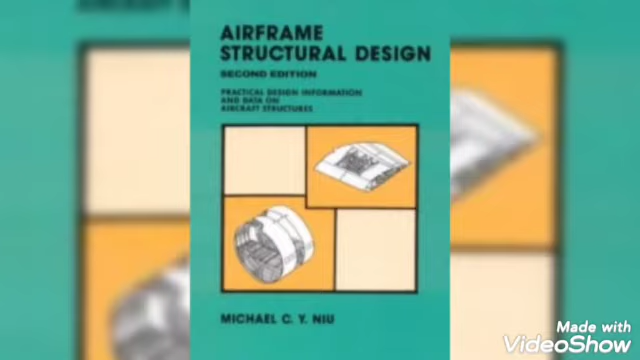 AIRFRAME
STRUCTURAL DESIGN
SECOND EDITION
PRACTICAL DESIGN INFORMATION
AND DATA ON
AIRCRAFT STRUCTURES
MICHAEL C. Y. NIU
Made with
VideoShow